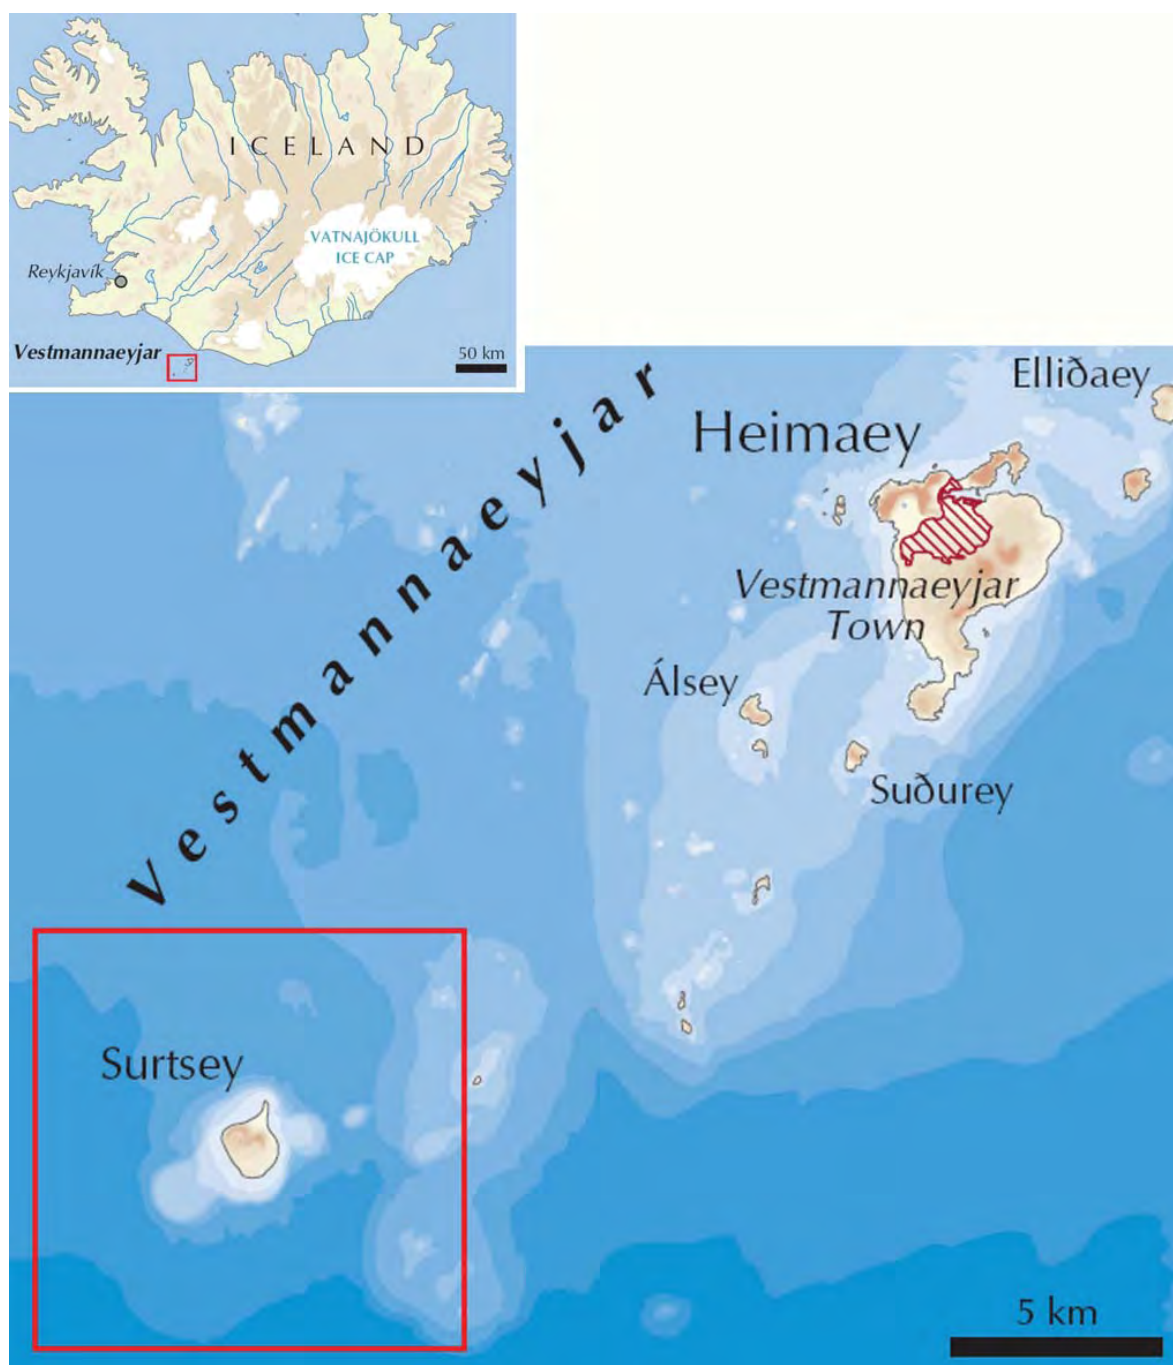 ICELAND
VATNAJÖKULL
ICE CAP
Reykjavík
Vestmannaeyjar
50 km
Elliðaey
Heimaey
Vestmannaeyjar
Vestmannaeyjar
Town
Álsey
Suðurey
Surtsey
5 km